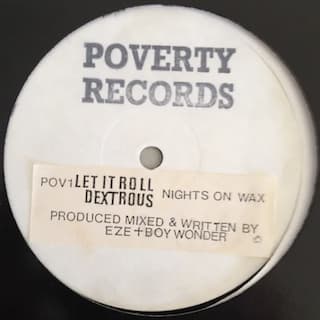 POVERTY
RECORDS
POV1 LET IT ROLL
DEXTROUS NIGHTS ON WAX
PRODUCED MIXED & WRITTEN BY
EZE + BOY WONDER ©